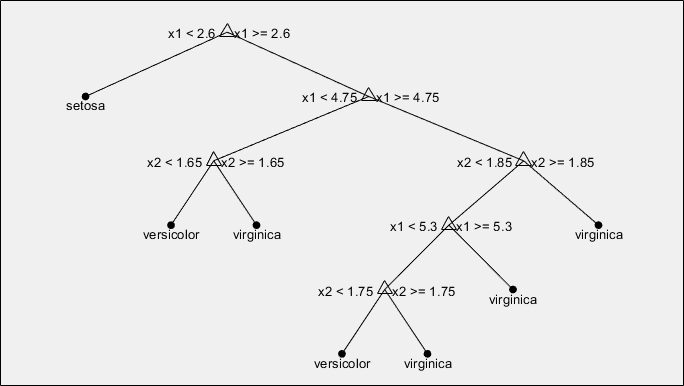 x1 < 2.6 x1 >= 2.6
setosa
x1 < 4.75 x1 >= 4.75
x2 < 1.65 x2 >= 1.65
x2 < 1.85 x2 >= 1.85
versicolor
virginica
x1 < 5.3 x1 >= 5.3
virginica
x2 < 1.75 x2 >= 1.75
virginica
versicolor
virginica